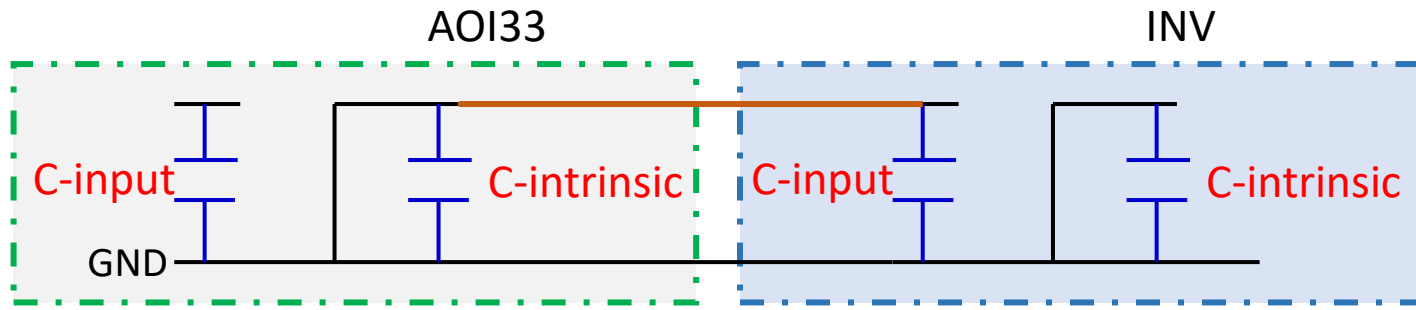 AOI33
INV
C-input
C-intrinsic
C-input
C-intrinsic
GND